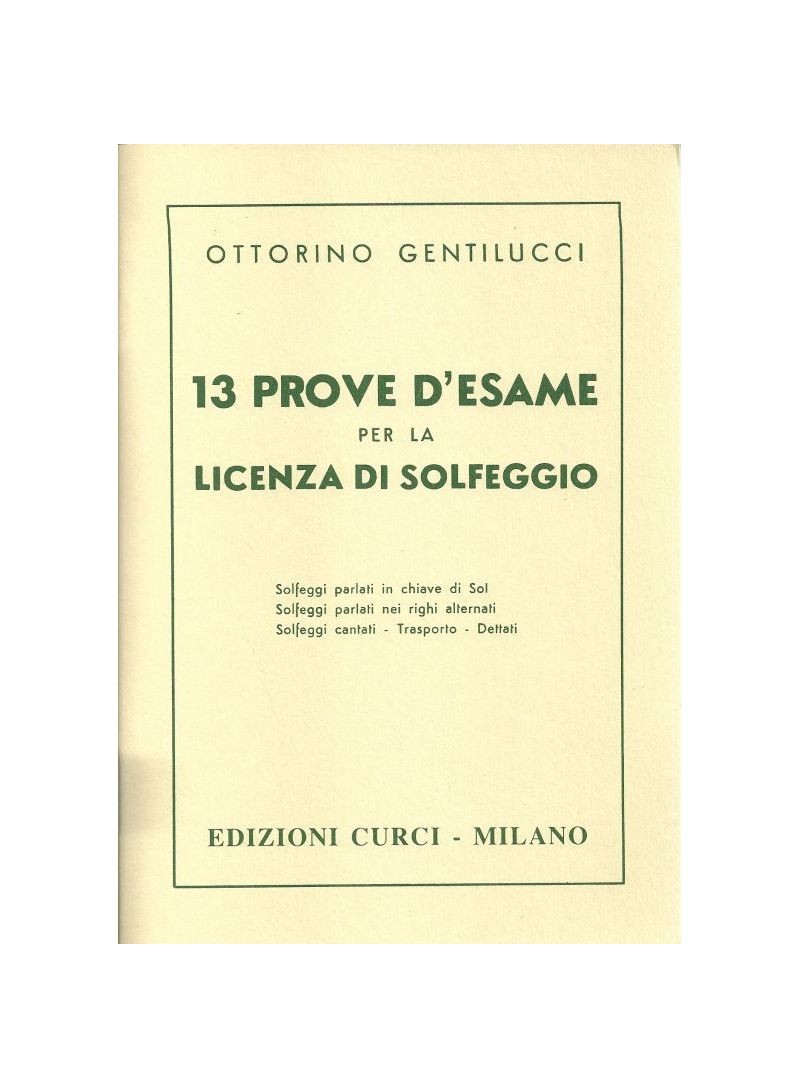 OTTORINO GENTILUCCI
13 PROVE D'ESAME
PER LA
LICENZA DI SOLFEGGIO
Solfeggi parlati in chiave di Sol
Solfeggi parlati nei righi alternati
Solfeggi cantati - Trasporto - Dettati
EDIZIONI CURCI - MILANO